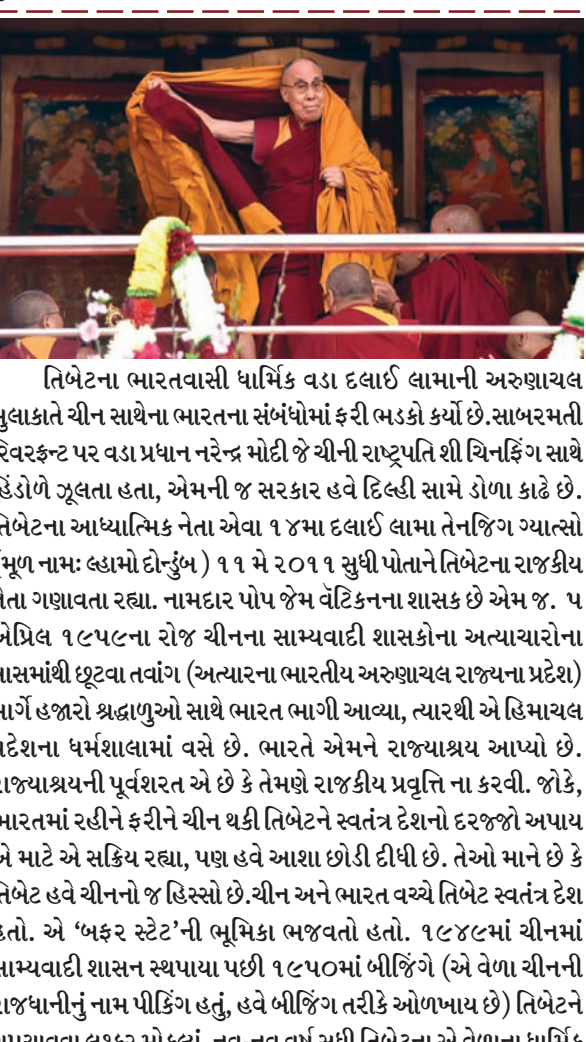 તિબેટના ભારતવાસી ધાર્મિક વડા દલાઈ લામાની અરુણાચલ
મુલાકાતે ચીન સાથેના ભારતના સંબંધોમાં ફરી ભડકો કર્યો છે.સાબરમતી
રિવરફ્રન્ટ પર વડા પ્રધાન નરેન્દ્ર મોદી જે ચીની રાષ્ટ્રપતિ શી ચિનફિંગ સાથે
હિંડોળે ઝૂલતા હતા, એમની જ સરકાર હવે દિલ્હી સામે ડોળા કાઢે છે.
તિબેટના આધ્યાત્મિક નેતા એવા ૧૪મા દલાઈ લામા તેનજિંગ ગ્યાત્સો
(મૂળ નામઃ લ્હામો દોન્ડુંબ ) ૧૧ મે ૨૦૧૧ સુધી પોતાને તિબેટના રાજકીય
નેતા ગણાવતા રહ્યા. નામદાર પોપ જેમ વૅટિકનના શાસક છે એમ જ. ૫
એપ્રિલ ૧૯૫૯ના રોજ ચીનના સામ્યવાદી શાસકોના અત્યાચારોના
ત્રાસમાંથી છૂટવા તવાંગ (અત્યારના ભારતીય અરુણાચલ રાજ્યના પ્રદેશ)
માર્ગે હજારો શ્રદ્ધાળુઓ સાથે ભારત ભાગી આવ્યા, ત્યારથી એ હિમાચલ
પ્રદેશના ધર્મશાલામાં વસે છે. ભારતે એમને રાજ્યાશ્રય આપ્યો છે.
રાજ્યાશ્રયની પૂર્વશરત એ છે કે તેમણે રાજકીય પ્રવૃત્તિ ના કરવી. જોકે,
ભારતમાં રહીને ફરીને ચીન થકી તિબેટને સ્વતંત્ર દેશનો દરજ્જો અપાય
એ માટે એ સક્રિય રહ્યા, પણ હવે આશા છોડી દીધી છે. તેઓ માને છે કે
તિબેટ હવે ચીનનો જ હિસ્સો છે.ચીન અને ભારત વચ્ચે તિબેટ સ્વતંત્ર દેશ
હતો. એ ‘બફર સ્ટેટ’ની ભૂમિકા ભજવતો હતો. ૧૯૪૯માં ચીનમાં
સામ્યવાદી શાસન સ્થપાયા પછી ૧૯૫૦માં બીજિંગે (એ વેળા ચીનની
રાજધાનીનું નામ પીકિંગ હતું, હવે બીજિંગ તરીકે ઓળખાય છે) તિબેટને